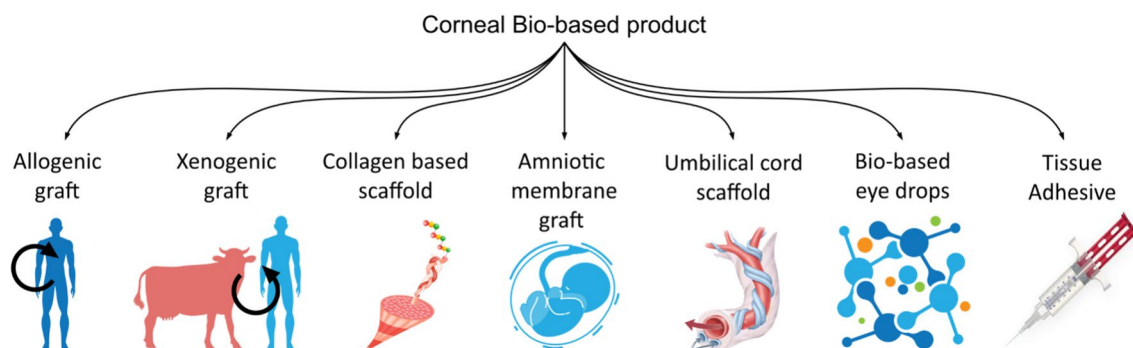 Corneal Bio-based product
Allogenic
graft
Xenogenic
graft
Collagen based
scaffold
Amniotic
membrane
graft
Umbilical cord
scaffold
Bio-based
eye drops
Tissue
Adhesive